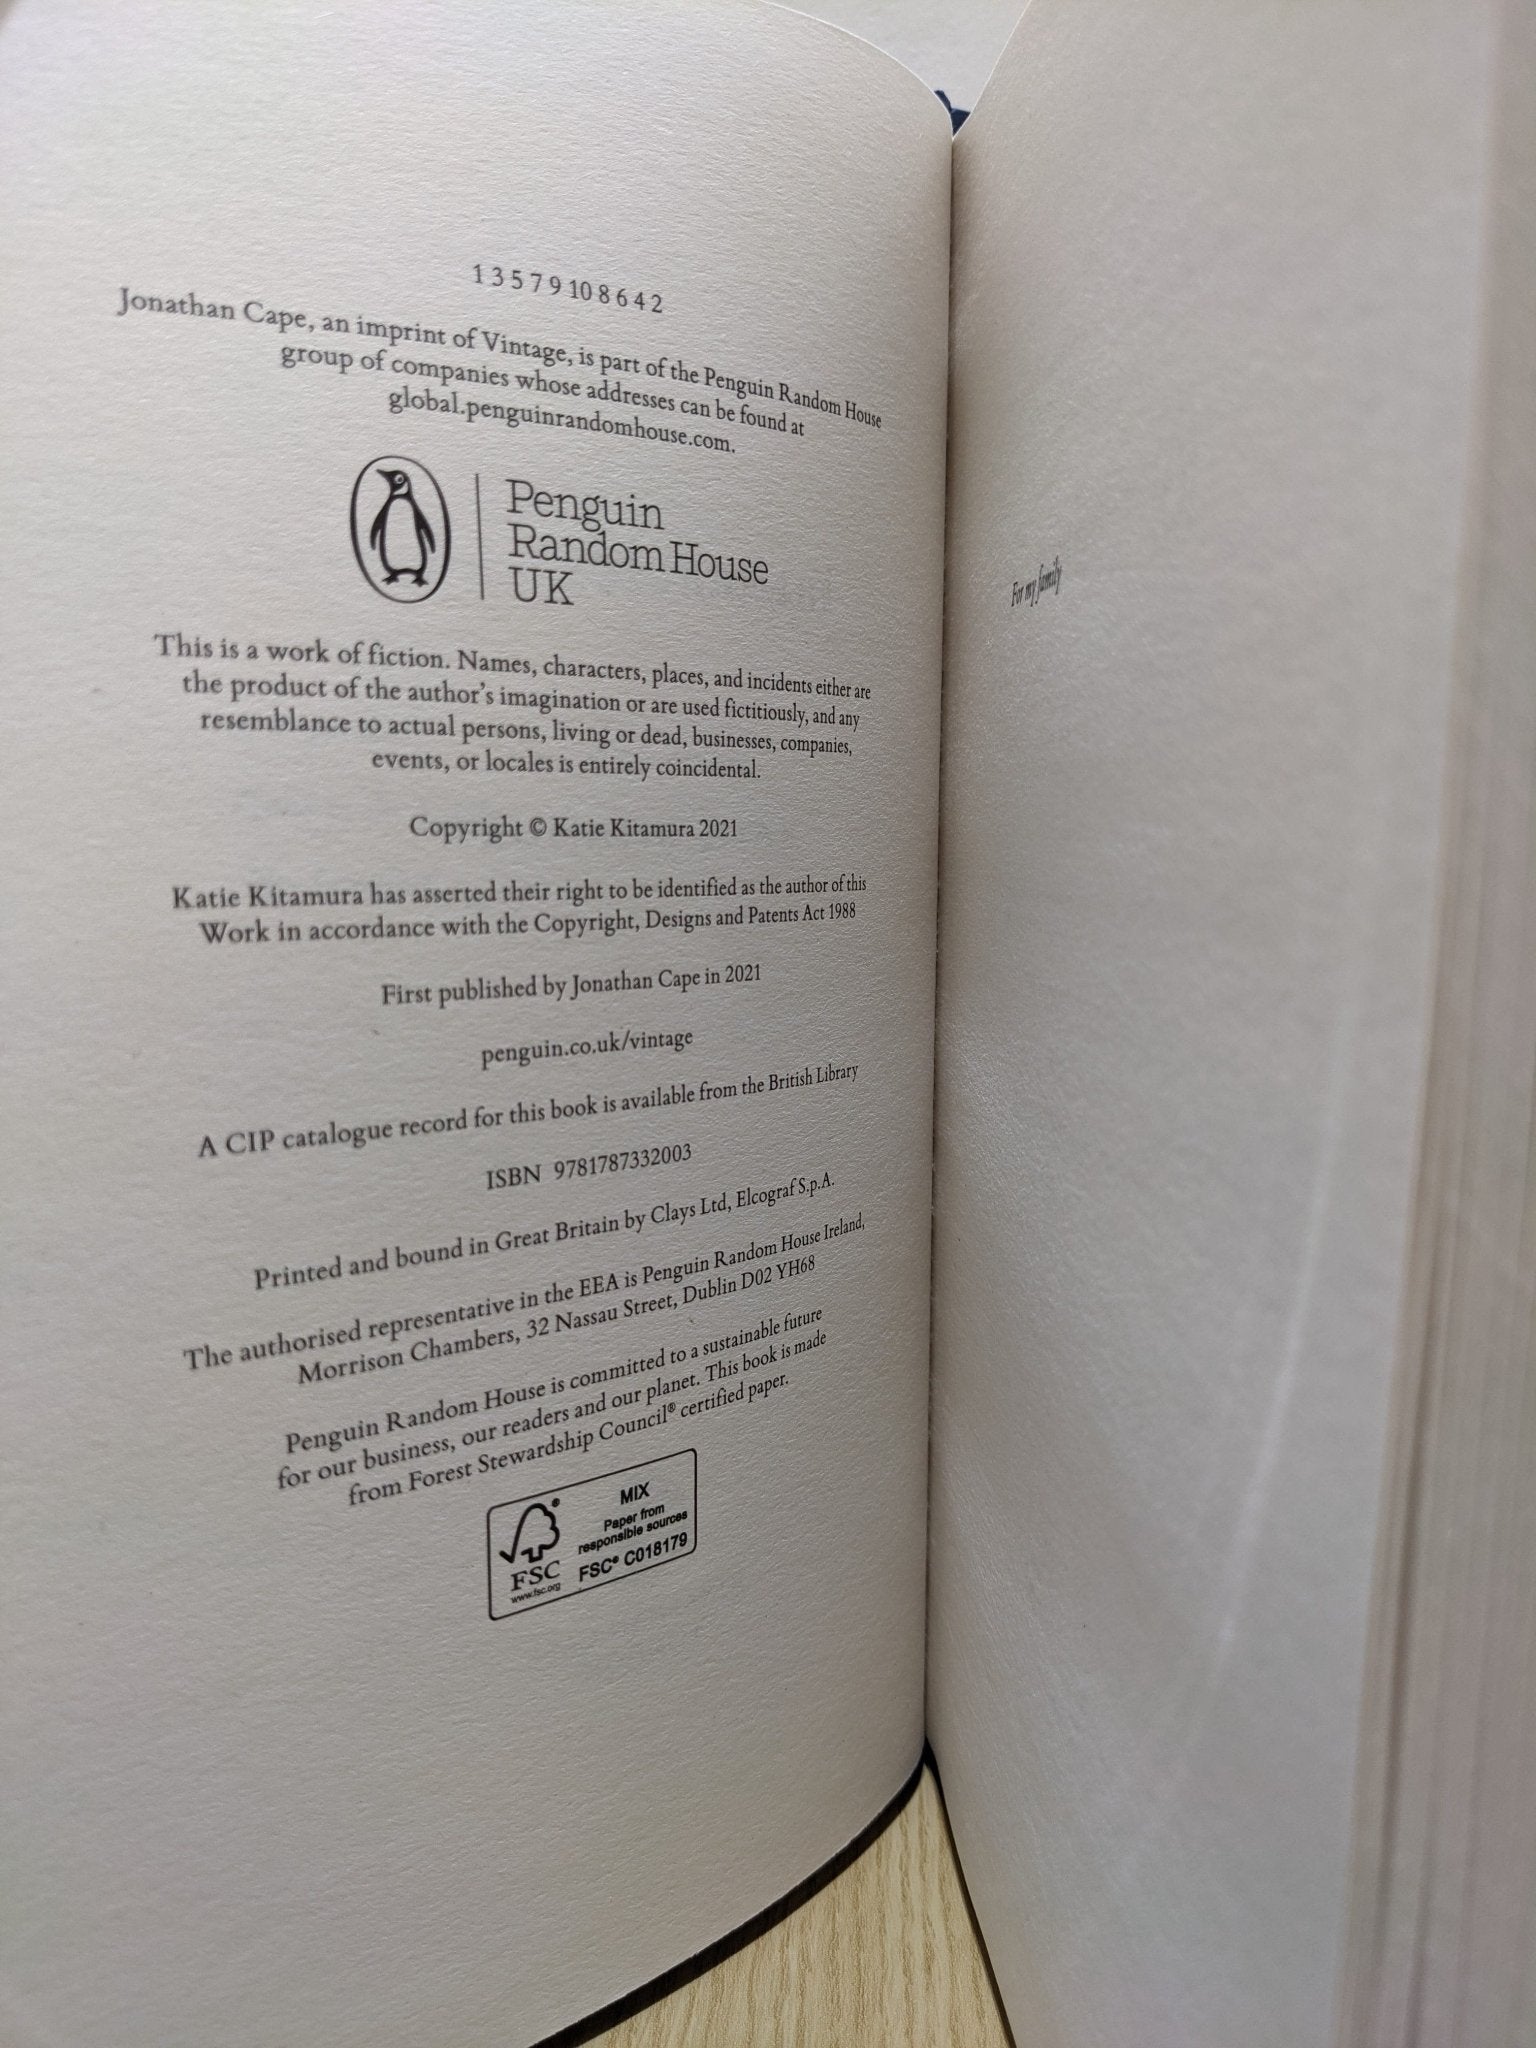 1 3 5 7 9 10 8 6 4 2
Jonathan Cape, an imprint of Vintage, is part of the Penguin Random House
group of companies whose addresses can be found at
global.penguinrandomhouse.com.
Penguin
Random House
UK
This is a work of fiction. Names, characters, places, and incidents either are
the product of the author's imagination or are used fictitiously, and any
resemblance to actual persons, living or dead, businesses, companies,
events, or locales is entirely coincidental.
Copyright © Katie Kitamura 2021
Katie Kitamura has asserted their right to be identified as the author of this
Work in accordance with the Copyright, Designs and Patents Act 1988
First published by Jonathan Cape in 2021
penguin.co.uk/vintage
A CIP catalogue record for this book is available from the British Library
ISBN 9781787332003
Printed and bound in Great Britain by Clays Ltd, Elcograf S.p.A.
The authorised representative in the EEA is Penguin Random House Ireland,
Morrison Chambers, 32 Nassau Street, Dublin D02 YH68
Penguin Random House is committed to a sustainable future
for our business, our readers and our planet. This book is made
from Forest Stewardship Council® certified paper.
FSC
www.fsc.org
MIX
Paper from
responsible sources
FSC® C018179
For my family